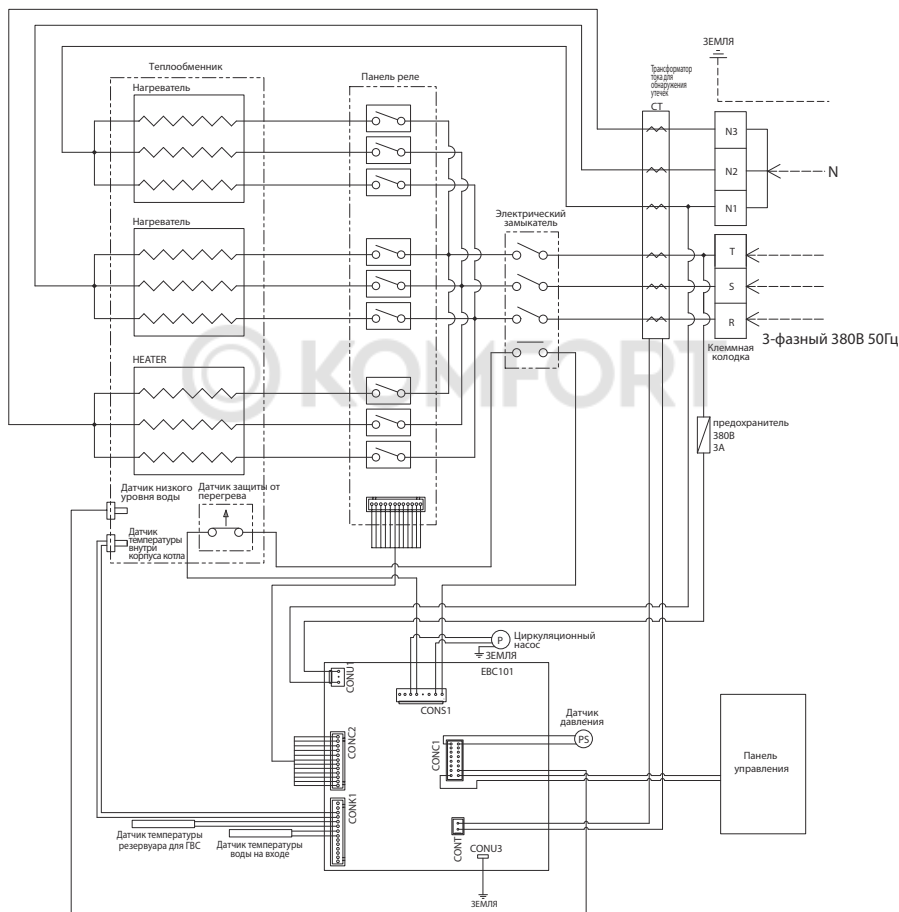 ЗЕМЛЯ
Трансформатор
тока для
обнаружения
утечек
CT
Теплообменник
Нагреватель
Панель реле
N3
N2
N
N1
Нагреватель
Электрический
замыкатель
T
S
R
3-фазный 380В 50Гц
Клеммная
колодка
KOMFORT
HEATER
предохранитель
380В
3А
Датчик низкого
уровня воды
Датчик защиты от
перегрева
Датчик
температуры
внутри
корпуса котла
P
Циркуляционный
насос
ЗЕМЛЯ
EBC101
CONU1
CONS1
Датчик
давления
PS
CONC2
CONC1
Панель
управления
CONK1
Датчик температуры
резервуара для ГВС
Датчик температуры
воды на входе
CONT
CONU3
ЗЕМЛЯ